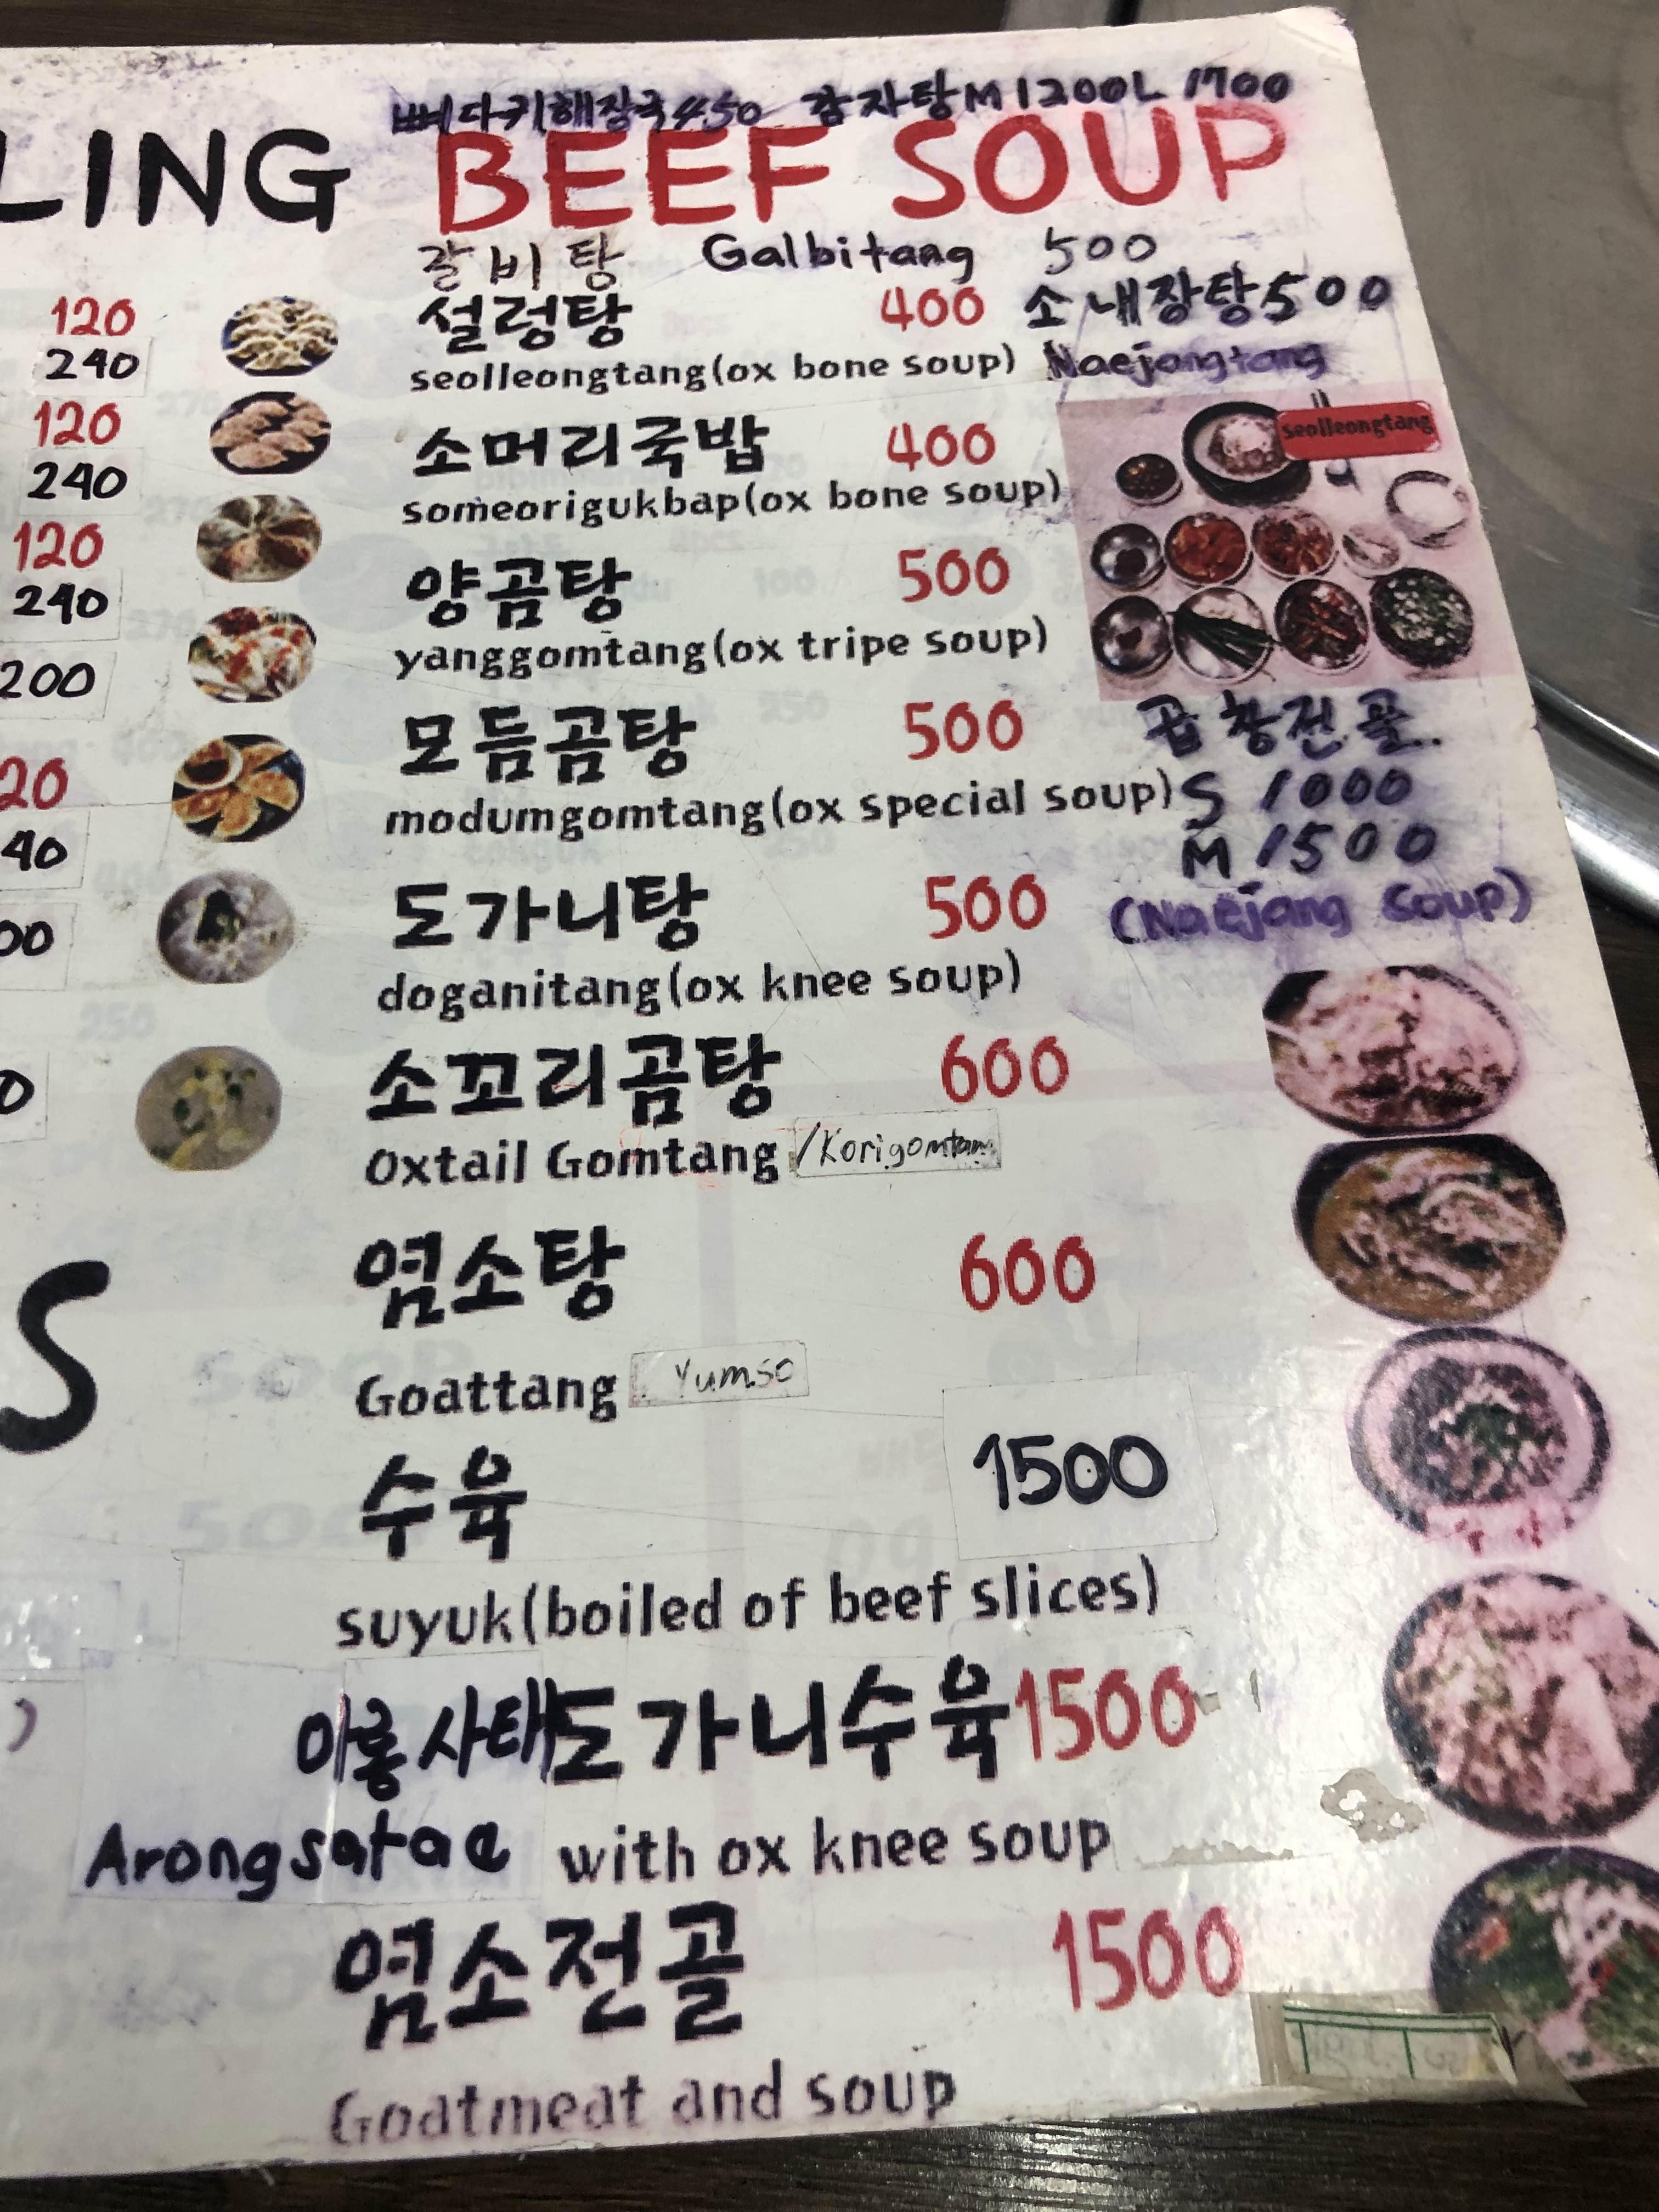 뼈다귀해장국450 감자탕M1200L 1700
LING BEEF SOUP
갈비탕 Galbitang 500
120
240
설렁탕 400
seolleongtang(ox bone soup)
소내장탕500
Naejangtang
120
240
소머리국밥 400
someorigukbap(ox bone soup)
seolleongtang
120
240
양곰탕 500
yanggomtang(ox tripe soup)
200
모듬곰탕 500
modumgomtang(ox special soup)
곱창전골
S 1000
M 1500
(Naejang Soup)
20
40
도가니탕 500
doganitang(ox knee soup)
00
소꼬리곰탕 600
Oxtail Gomtang /Korigomtam
0
염소탕 600
Goattang Yumso
S
수육 1500
suyuk(boiled of beef slices)
아롱사태도가니수육1500
Arongsatae with ox knee soup
)
염소전골 1500
Goatmeat and soup